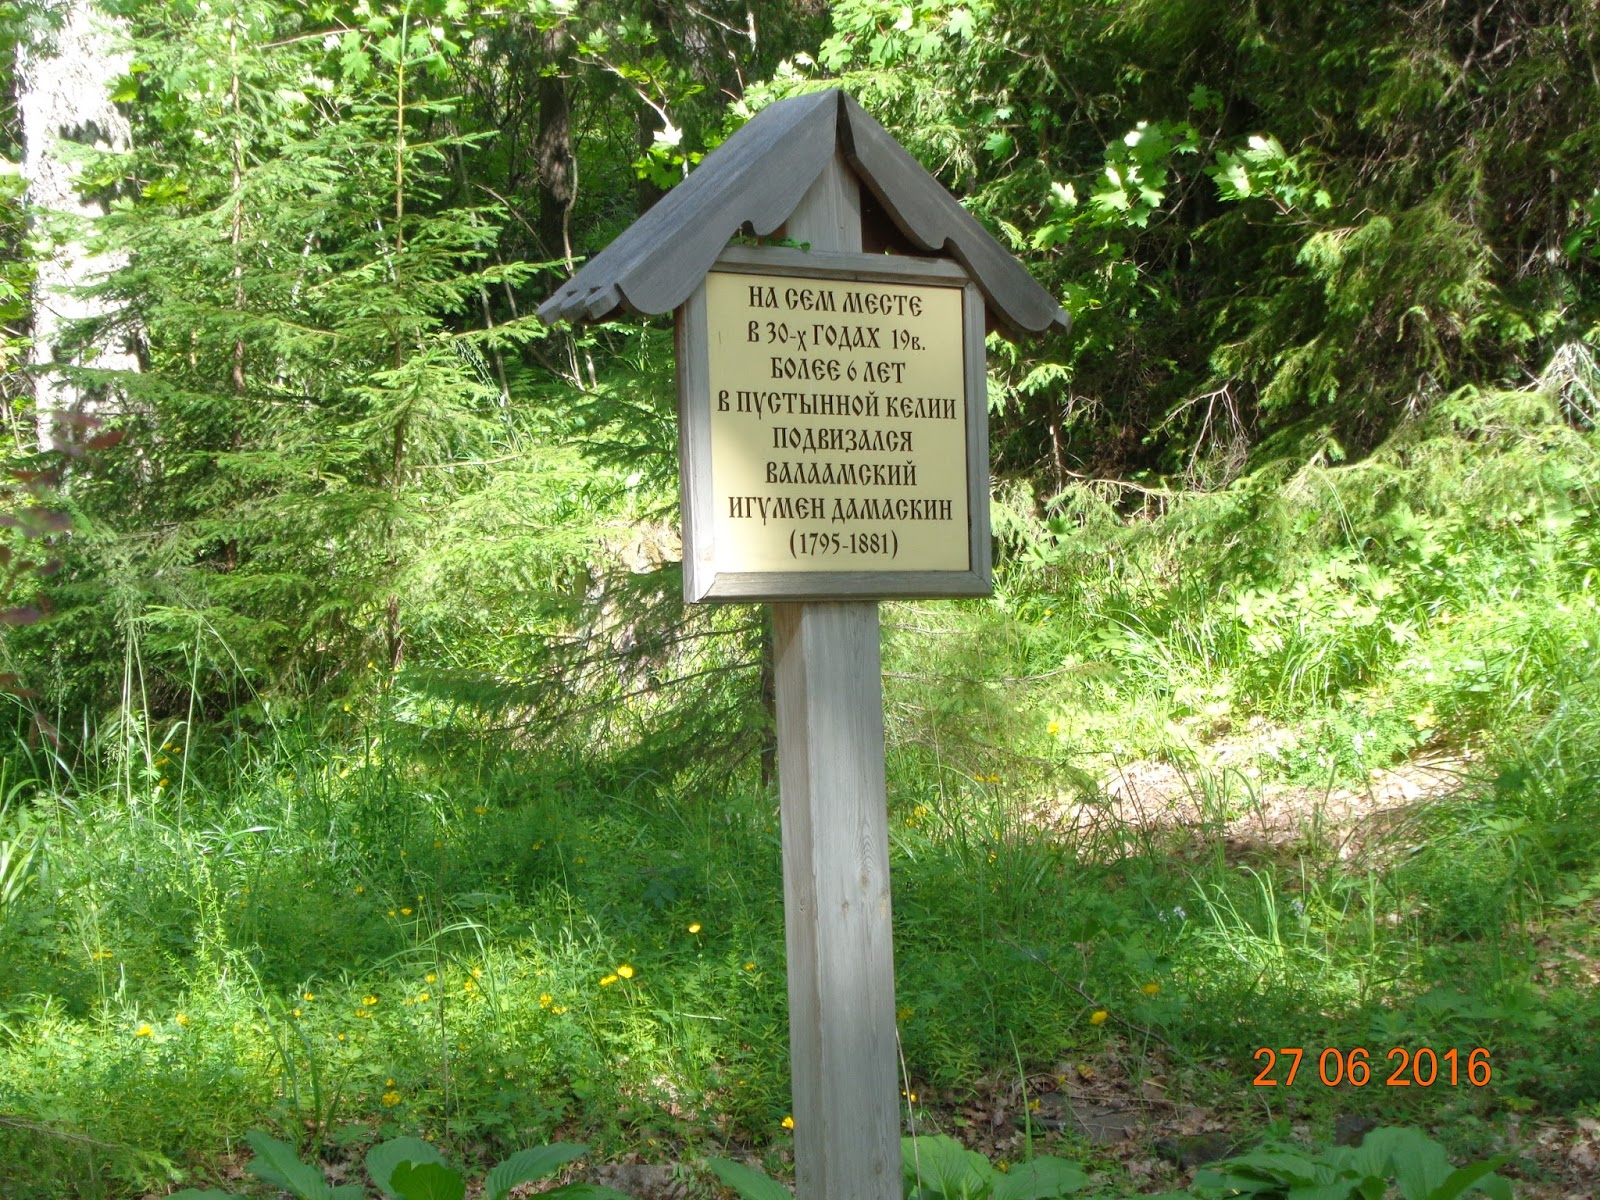 НА СЕМ МЕСТЕ
В 30-х ГОДАХ 19в.
БОЛЕЕ 6 ЛЕТ
В ПУСТЫННОЙ КЕЛИИ
ПОДВИЗАЛСЯ
ВАЛААМСКИЙ
ИГУМЕН ДАМАСКИН
(1795-1881)
27 06 2016